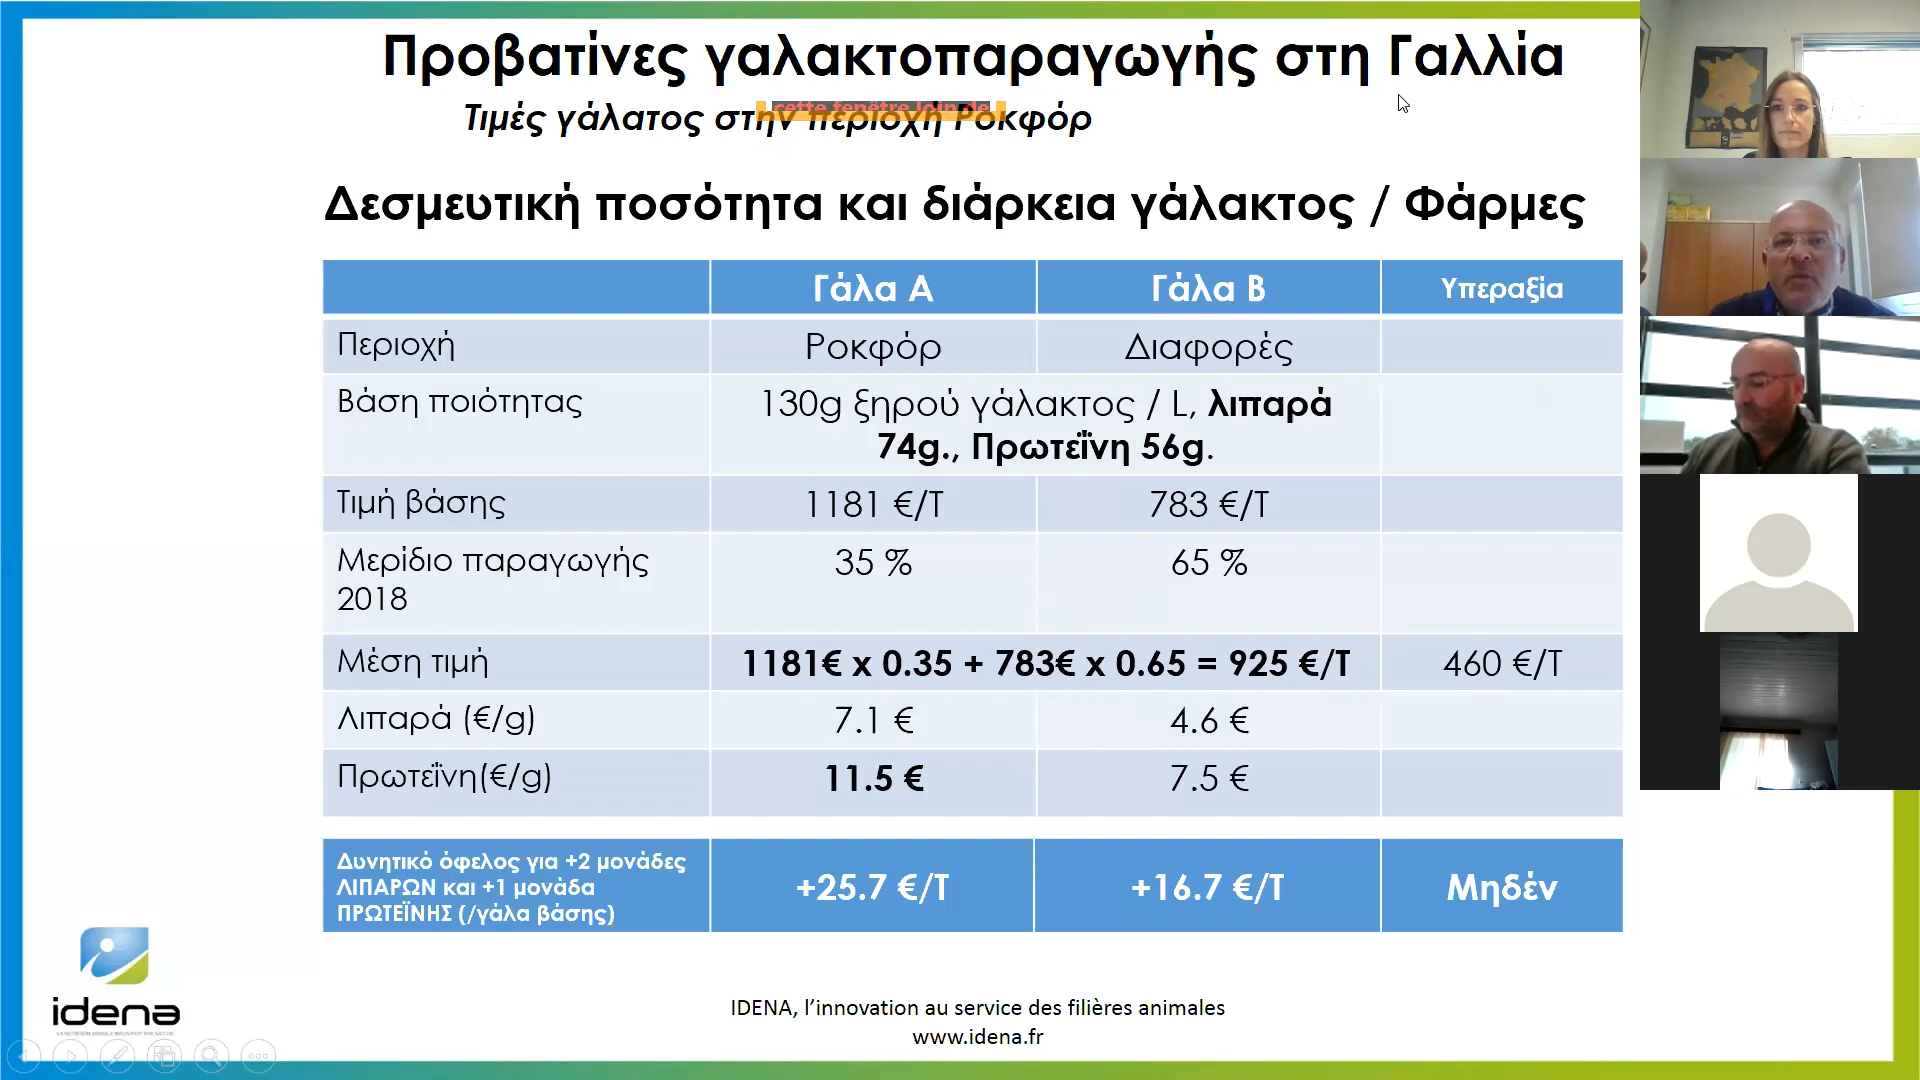 Προβατίνες γαλακτοπαραγωγής στη Γαλλία
cette fenêtre loin de
Τιμές γάλατος στην περιοχή Ροκφόρ
Δεσμευτική ποσότητα και διάρκεια γάλακτος / Φάρμες
Γάλα Α Γάλα Β Υπεραξία
Περιοχή Ροκφόρ Διαφορές
Βάση ποιότητας 130g ξηρού γάλακτος / L, λιπαρά
74g., Πρωτεΐνη 56g.
Τιμή βάσης 1181 €/T 783 €/T
Μερίδιο παραγωγής 35 % 65 %
2018
Μέση τιμή 1181€ x 0.35 + 783€ x 0.65 = 925 €/T 460 €/T
Λιπαρά (€/g) 7.1 € 4.6 €
Πρωτεΐνη(€/g) 11.5 € 7.5 €
Δυνητικό όφελος για +2 μονάδες
ΛΙΠΑΡΩΝ και +1 μονάδα
ΠΡΩΤΕΪΝΗΣ (/γάλα βάσης)
+25.7 €/T +16.7 €/T Μηδέν
idena
IDENA, l’innovation au service des filières animales
www.idena.fr